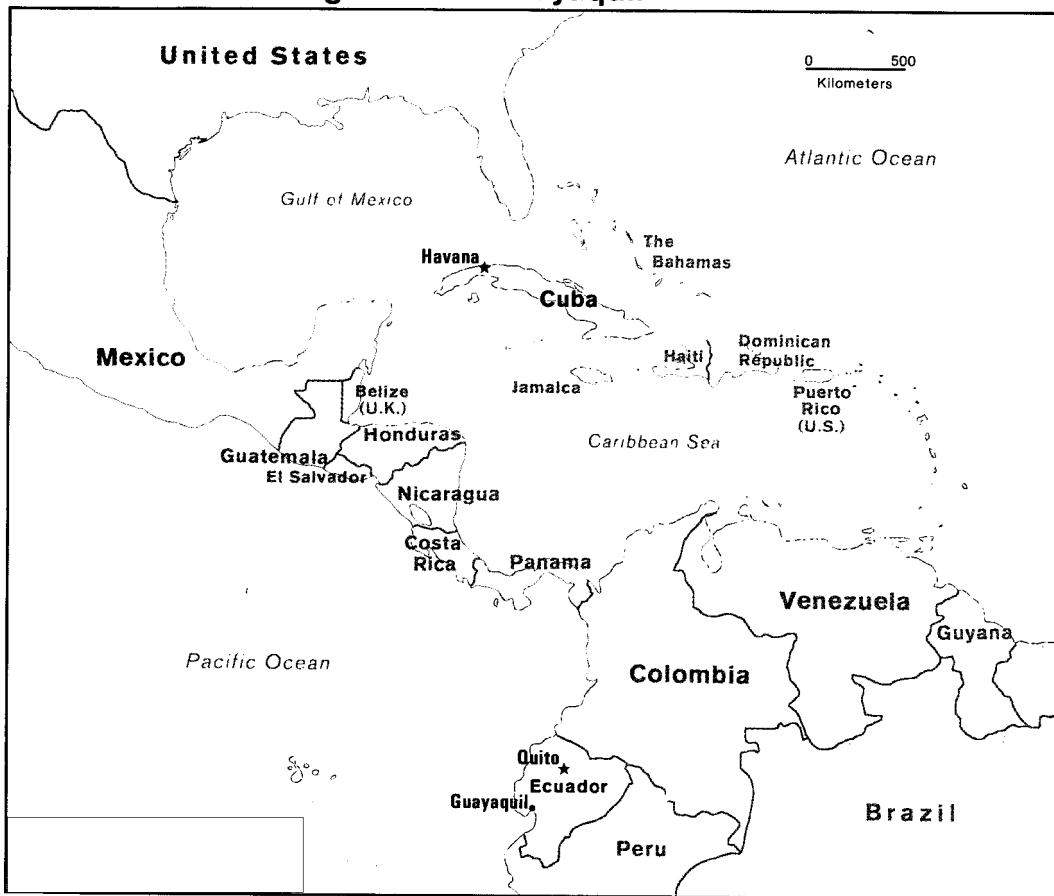 United States
0 500
Kilometers
Atlantic Ocean
Gulf of Mexico
The
Bahamas
Havana
Cuba
Mexico
Haiti
Dominican
Republic
Jamaica
Belize
(U.K.)
Puerto
Rico
(U.S.)
Honduras
Caribbean Sea
Guatemala
El Salvador
Nicaragua
Costa
Rica
Panama
Venezuela
Guyana
Pacific Ocean
Colombia
Quito
Ecuador
Guayaquil
Brazil
Peru